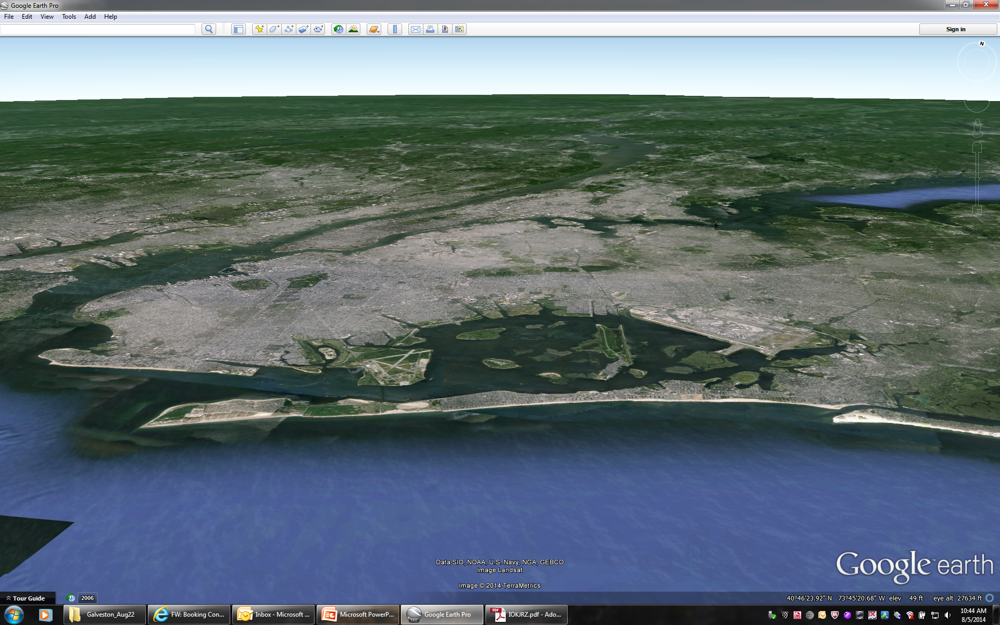 Google Earth Pro
File Edit View Tools Add Help
Sign in
N
Data SIO, NOAA, U.S. Navy, NGA, GEBCO
Image Landsat
Image © 2014 TerraMetrics
Google™ earth
Tour Guide 2006
40°46'23.92" N 73°45'20.68" W elev 49 ft eye alt 27634 ft
Galveston_Aug22 FW: Booking Con... Inbox - Microsoft ... Microsoft PowerP... PRO Google Earth Pro PDF IOKJRZ.pdf - Ado...
10:44 AM
8/5/2014